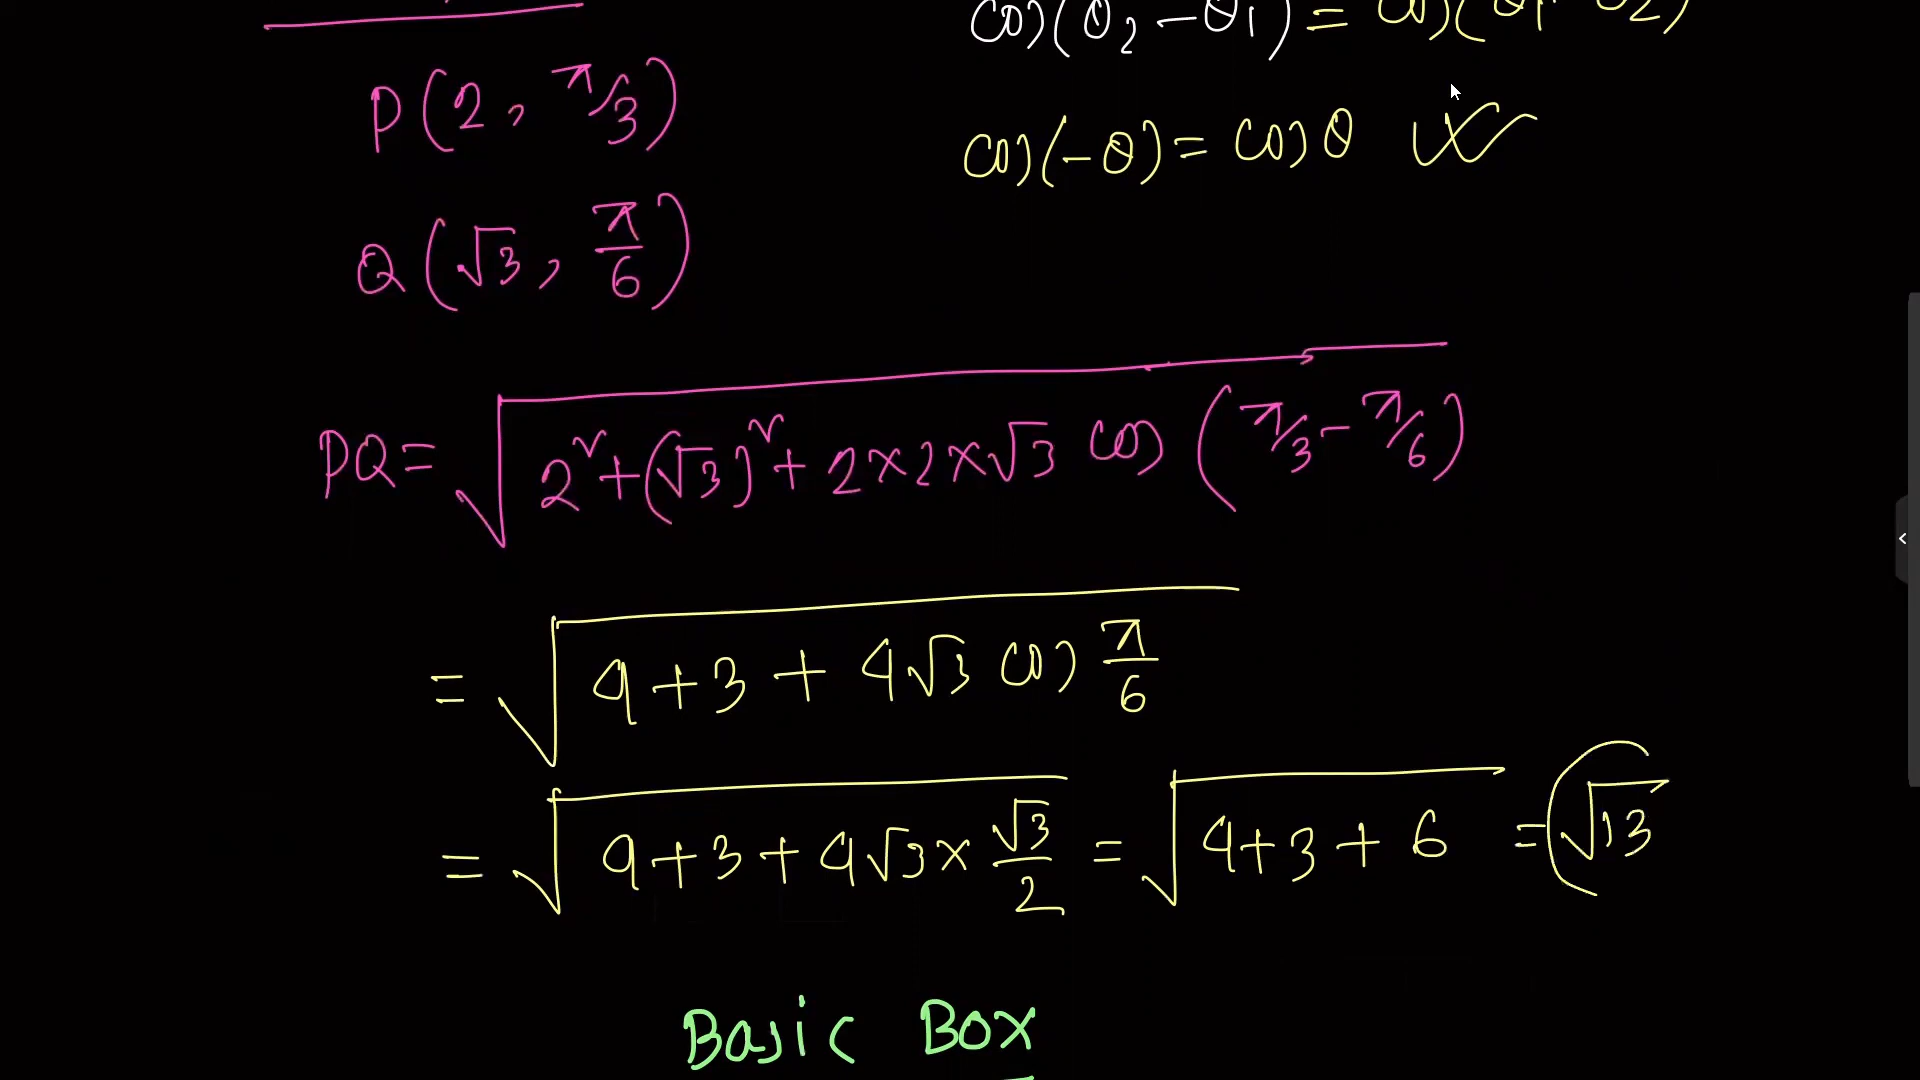 cos(θ₂ - θ₁) = cos(θ₁ - θ₂)
P(2, π/3)
cos(-θ) = cosθ
Q(√3, π/6)
PQ = √(2² + (√3)² + 2×2×√3 cos(π/3 - π/6))
= √(4+3 + 4√3 cos π/6)
= √(4+3+4√3 × √3/2) = √(4+3+6) = √13
Basic Box